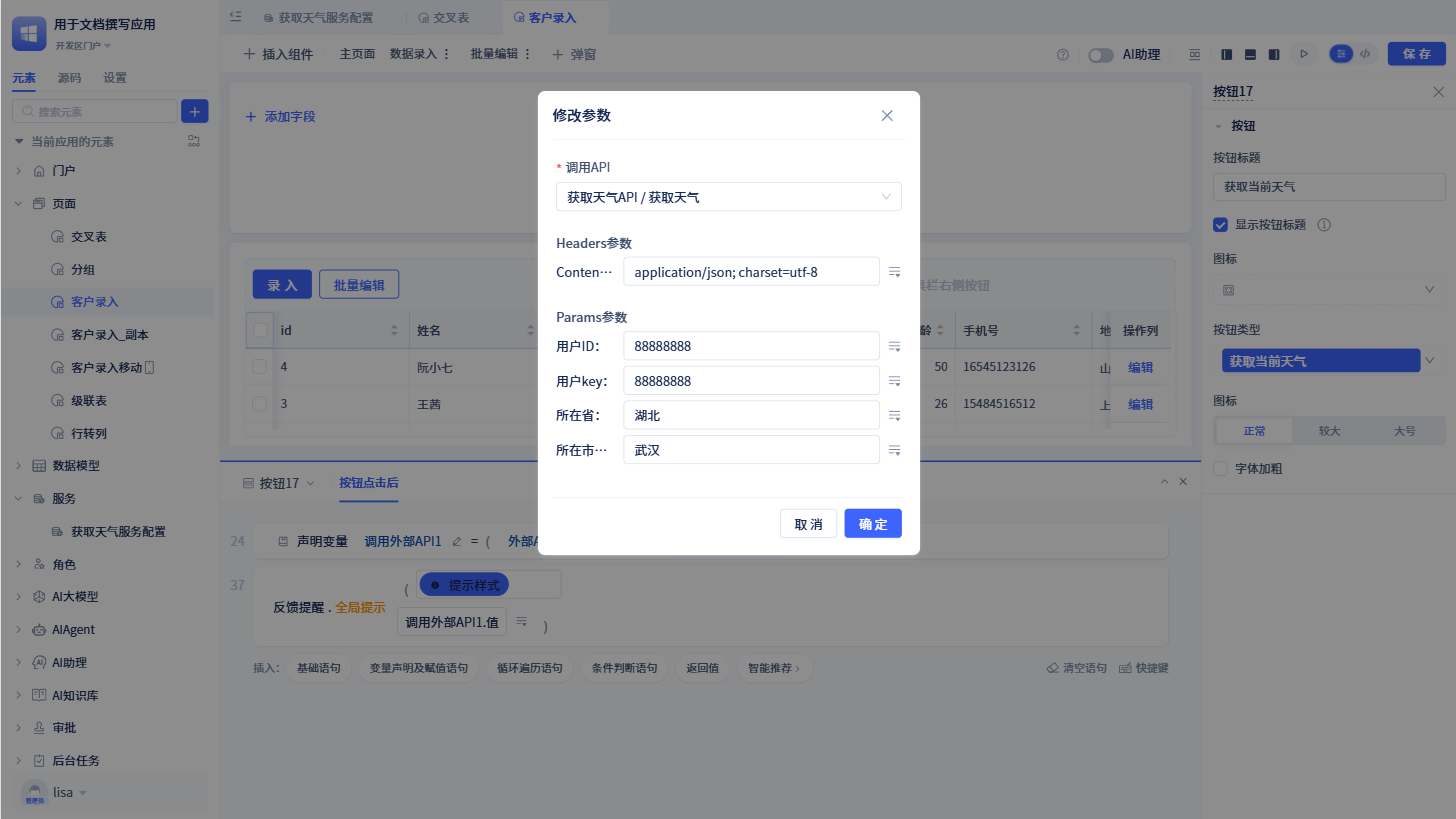 用于文档撰写应用
开发区门户
元素 源码 设置
搜索元素
当前应用的元素
门户
页面
交叉表
分组
客户录入
客户录入_副本
客户录入移动
级联表
行转列
数据模型
服务
获取天气服务配置
角色
AI大模型
AIAgent
AI助理
AI知识库
审批
后台任务
管理员
lisa
获取天气服务配置 交叉表 客户录入
插入组件 主页面 数据录入 批量编辑 弹窗 AI助理 保 存
添加字段
录 入 批量编辑 栏右侧按钮
id 姓名 龄 手机号 地 操作列
4 阮小七 50 16545123126 山 编辑
3 王茜 26 15484516512 上 编辑
按钮17 按钮点击后
24 声明变量 调用外部API1 = ( 外部A
37 反馈提醒 . 全局提示 ( 提示样式
调用外部API1.值 )
插入: 基础语句 变量声明及赋值语句 循环遍历语句 条件判断语句 返回值 智能推荐 清空语句 快捷键
修改参数
* 调用API
获取天气API / 获取天气
Headers参数
Conten··· application/json; charset=utf-8
Params参数
用户ID: 88888888
用户key: 88888888
所在省: 湖北
所在市··· 武汉
取 消 确 定
按钮17
按钮
按钮标题
获取当前天气
显示按钮标题
图标
按钮类型
获取当前天气
图标
正常 较大 大号
字体加粗